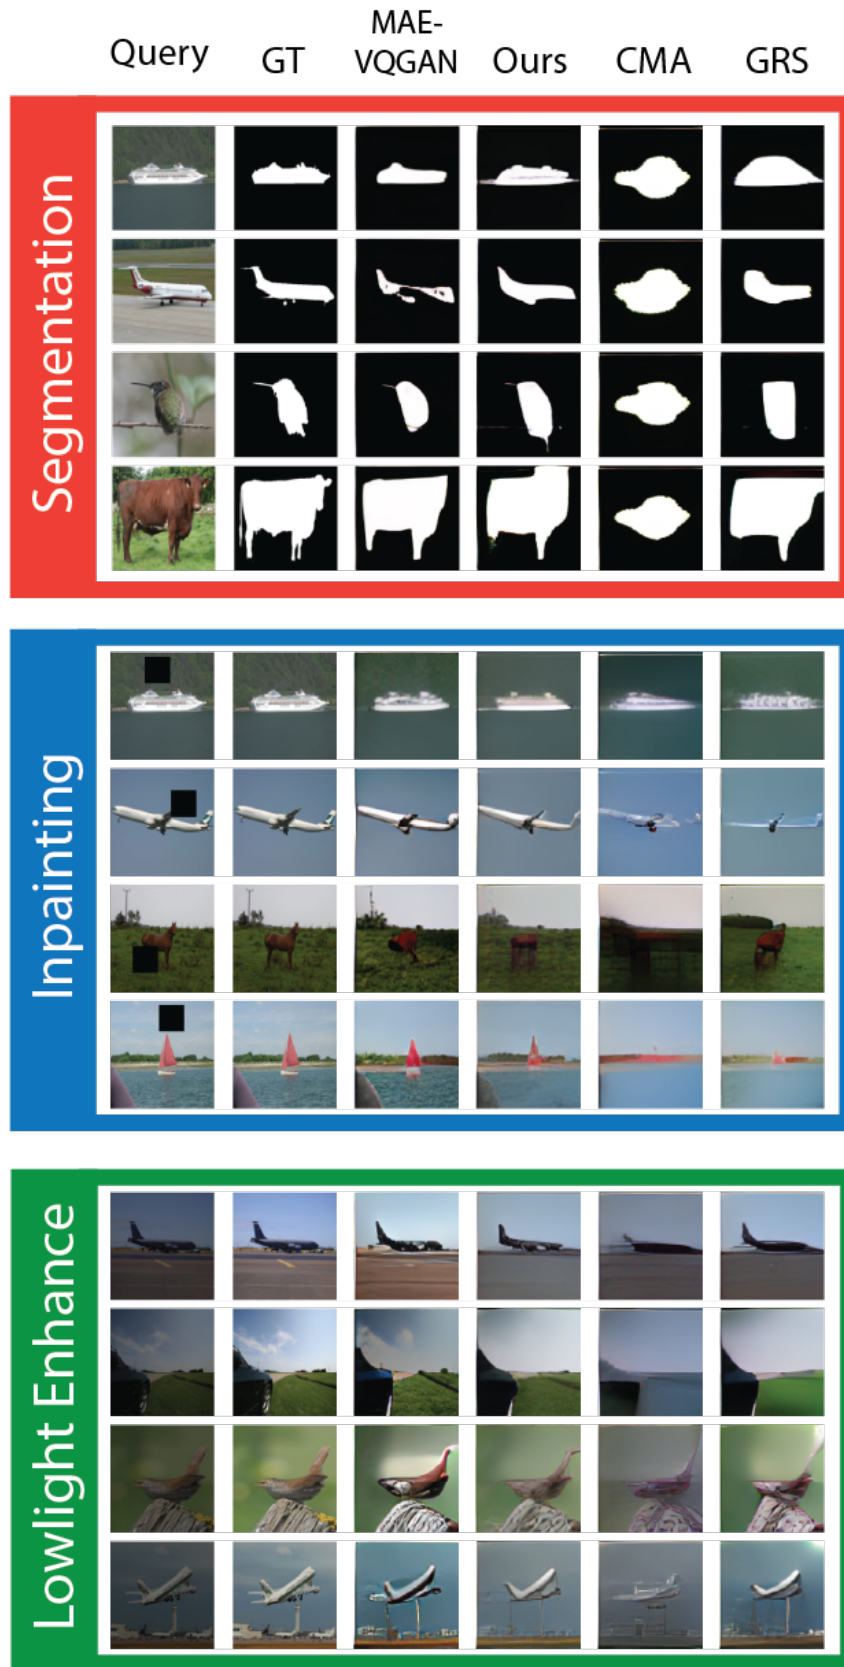 Query GT MAE-
VQGAN Ours CMA GRS
Segmentation
Inpainting
Lowlight Enhance